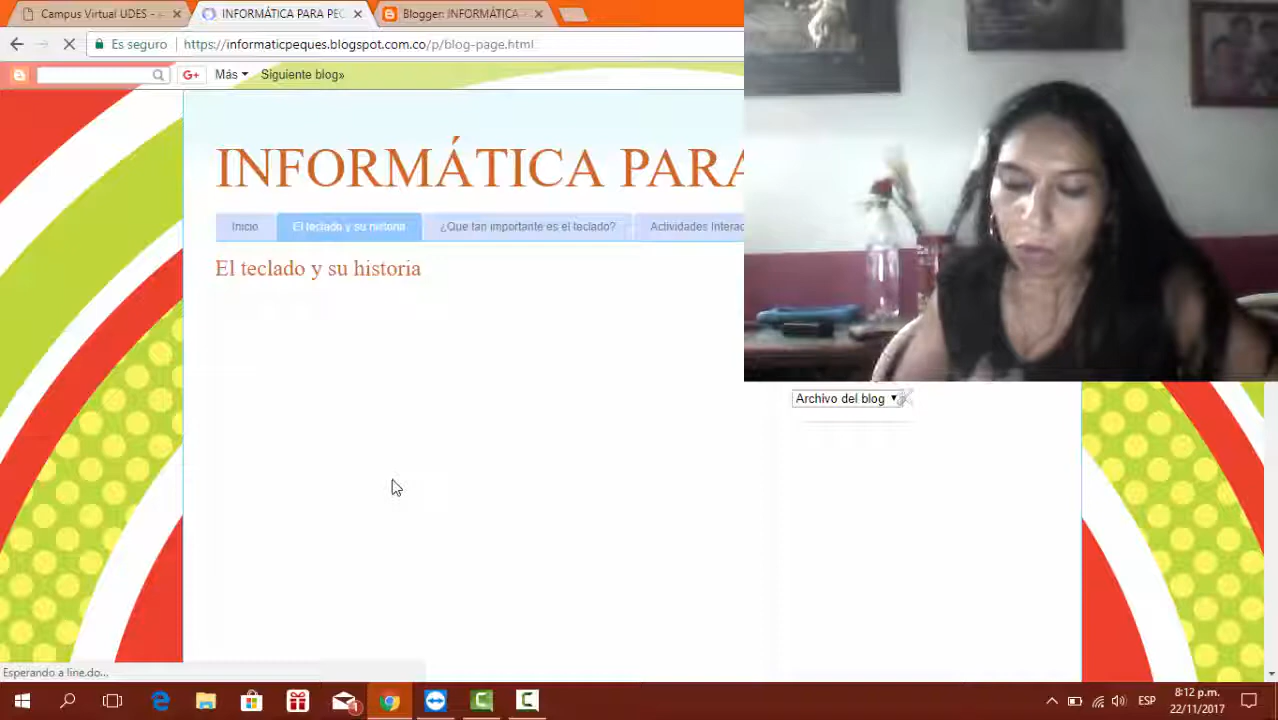 Campus Virtual UDES -
INFORMÁTICA PARA PEC
Blogger: INFORMÁTICA
Es seguro
https://informaticpeques.blogspot.com.co/p/blog-page.html
Más
Siguiente blog»
INFORMÁTICA PARA
Inicio
El teclado y su historia
¿Que tan importante es el teclado?
Actividades Interac
El teclado y su historia
Archivo del blog
Esperando a line.do...
ESP
8:12 p.m.
22/11/2017